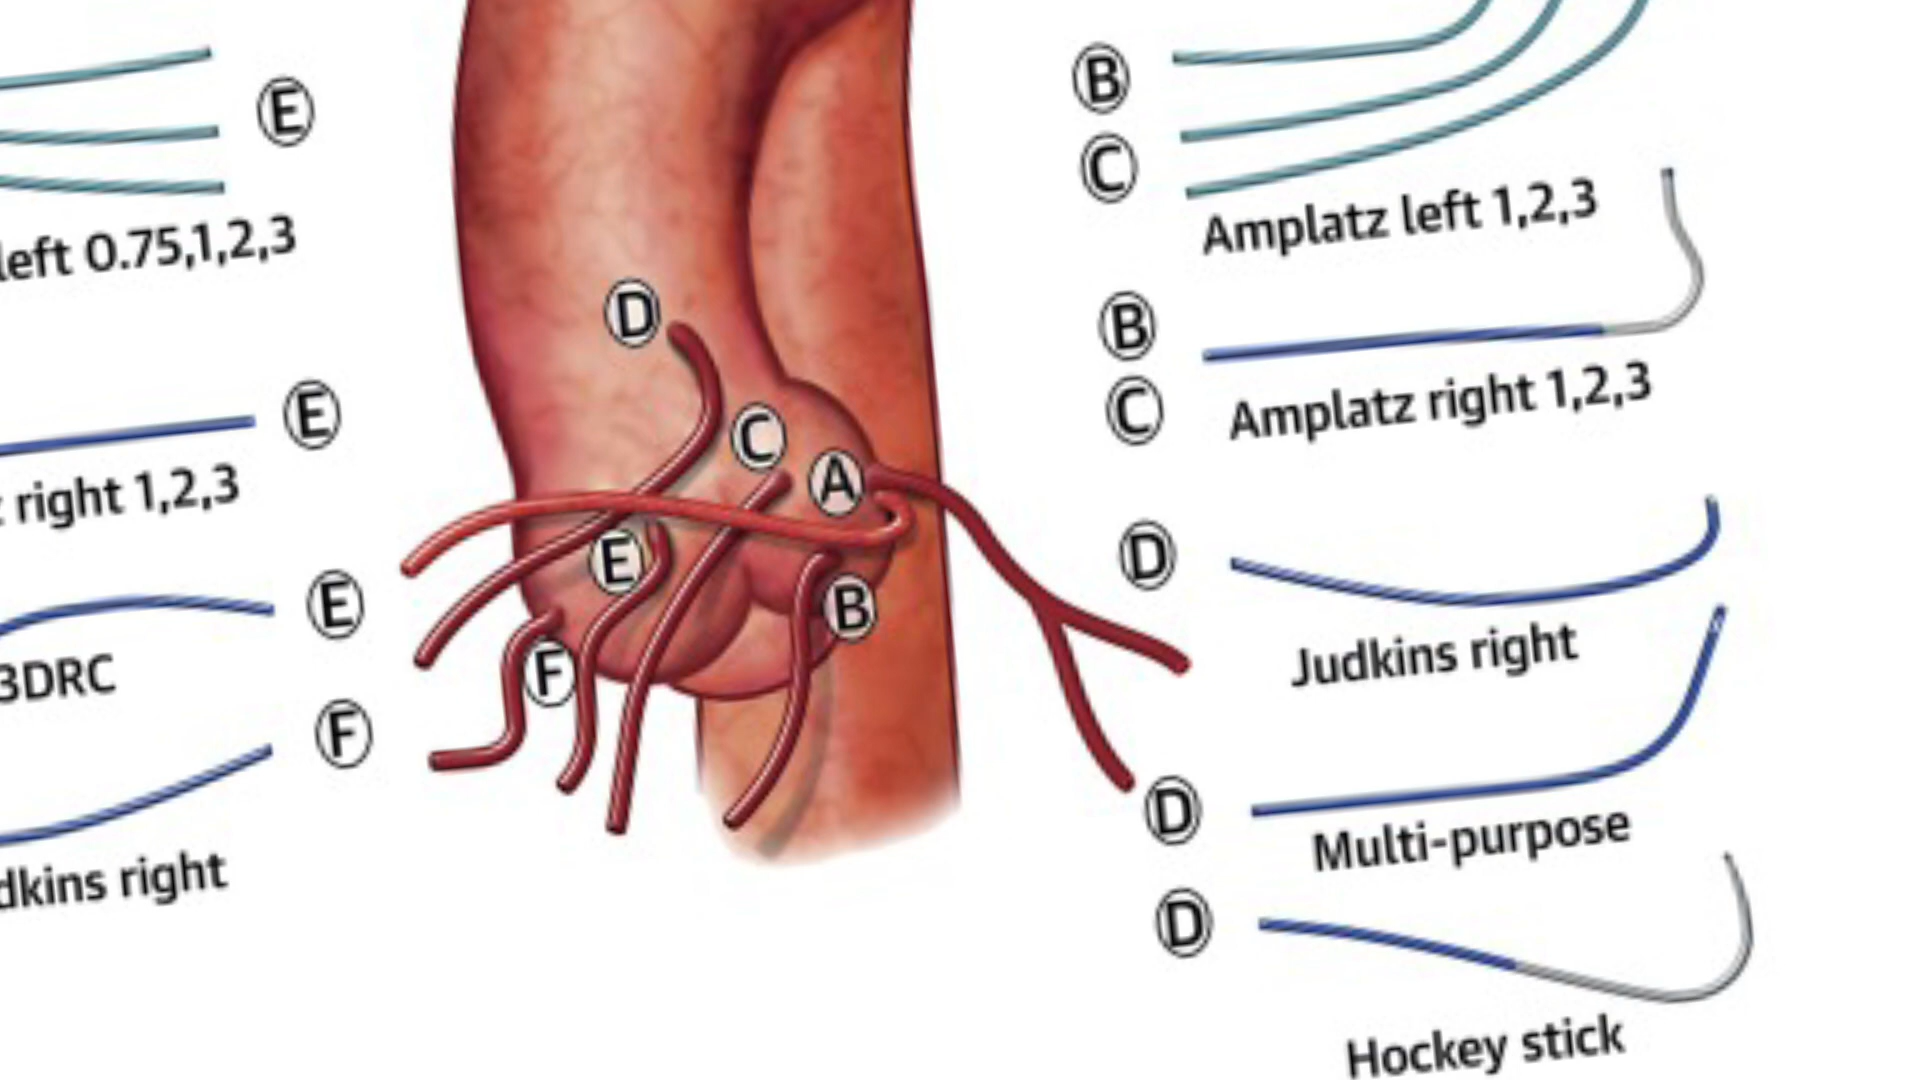 E
left 0.75,1,2,3
E
right 1,2,3
E
3DRC
F
right
D
C
A
E
B
F
B
C
Amplatz left 1,2,3
B
C
Amplatz right 1,2,3
D
Judkins right
D
Multi-purpose
D
Hockey stick